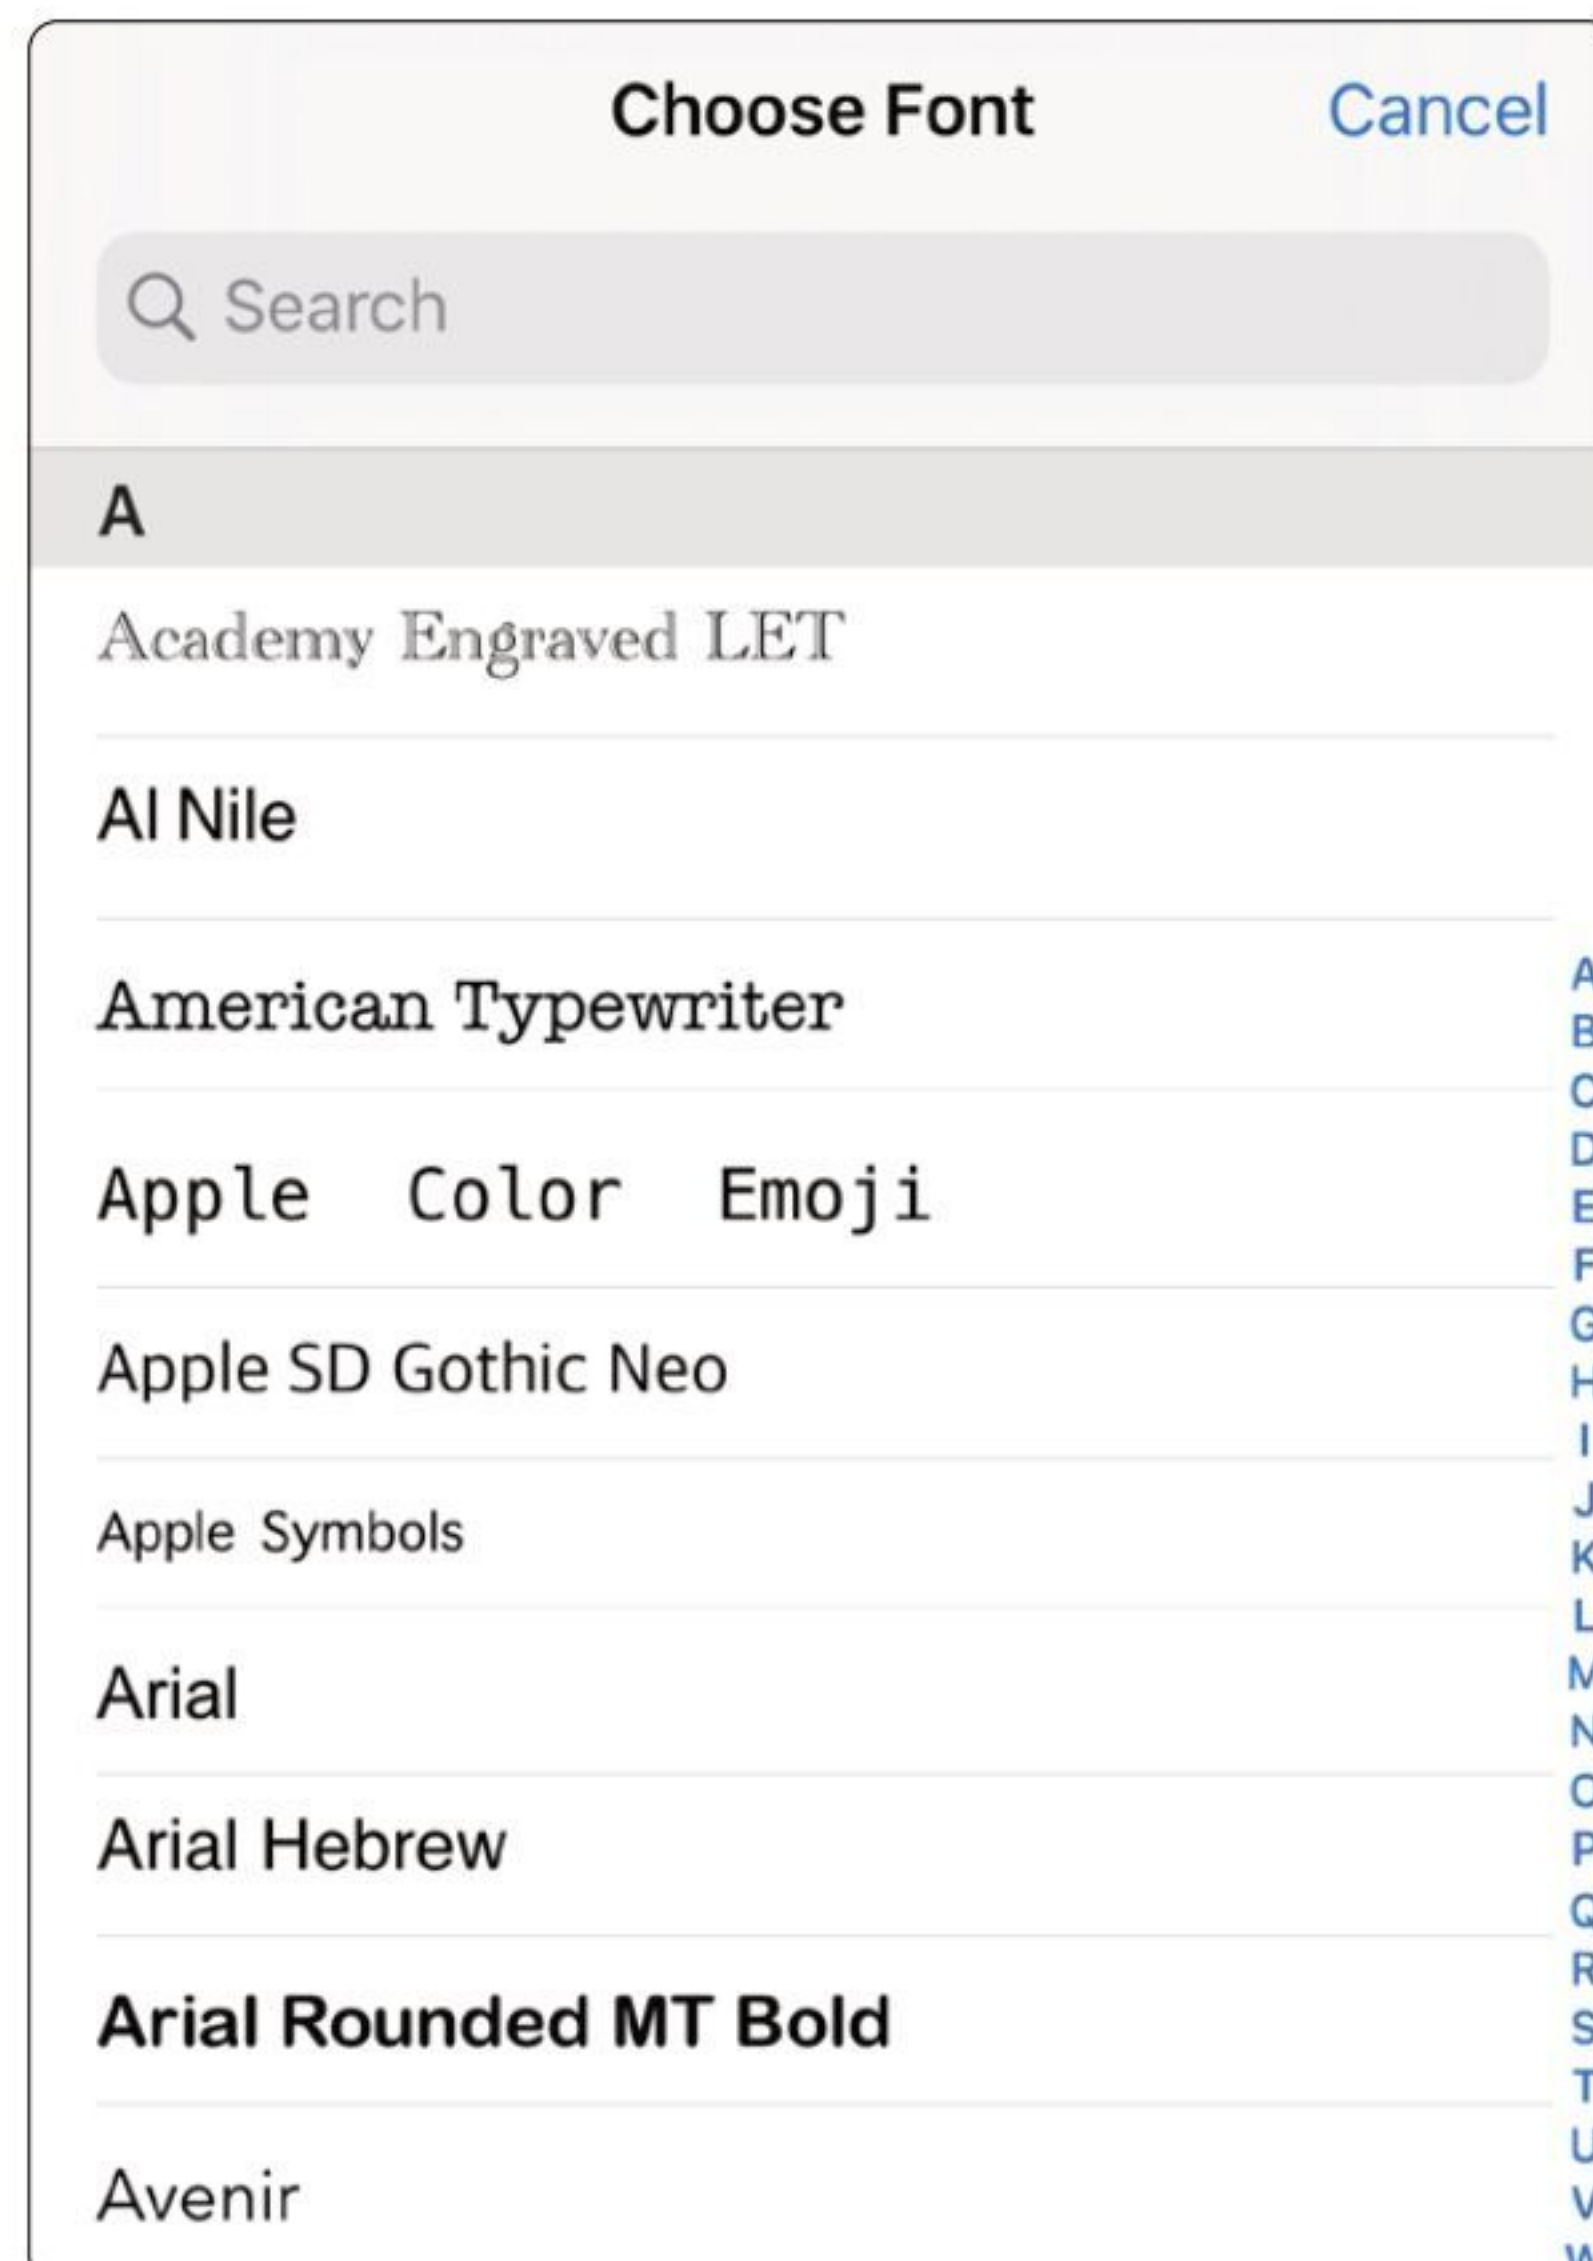 Choose Font
Cancel
Search
A
Academy Engraved LET
Al Nile
American Typewriter
Apple Color Emoji
Apple SD Gothic Neo
Apple Symbols
Arial
Arial Hebrew
Arial Rounded MT Bold
Avenir
A
B
C
D
E
F
G
H
I
J
K
L
M
N
O
P
Q
R
S
T
U
V
W